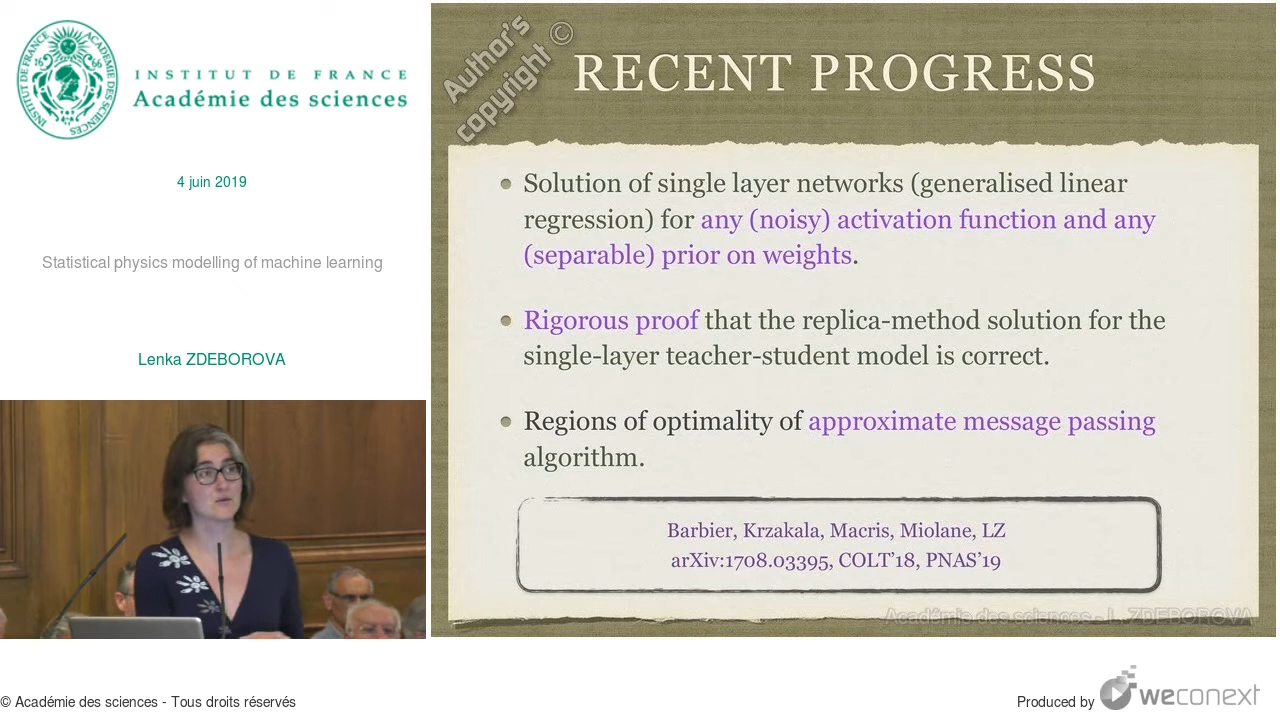 INSTITUT DE FRANCE
Académie des sciences
4 juin 2019
Statistical physics modelling of machine learning
Lenka ZDEBOROVA
Author's copyright ©
RECENT PROGRESS
Solution of single layer networks (generalised linear
regression) for any (noisy) activation function and any
(separable) prior on weights.
Rigorous proof that the replica-method solution for the
single-layer teacher-student model is correct.
Regions of optimality of approximate message passing
algorithm.
Barbier, Krzakala, Macris, Miolane, LZ
arXiv:1708.03395, COLT'18, PNAS'19
Académie des sciences - L. ZDEBOROVA
© Académie des sciences - Tous droits réservés
Produced by weconext